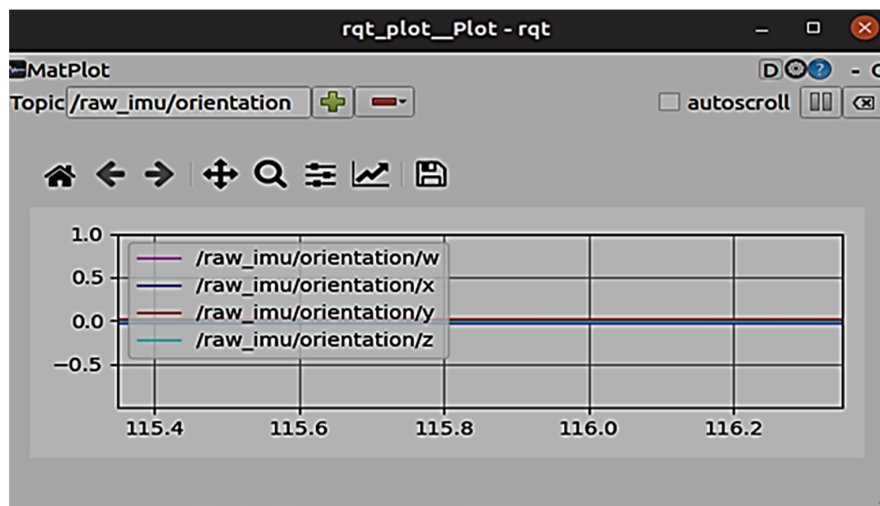 rqt_plot__Plot - rqt
MatPlot
D ? - 
Topic /raw_imu/orientation autoscroll
1.0
0.5
0.0
−0.5
/raw_imu/orientation/w
/raw_imu/orientation/x
/raw_imu/orientation/y
/raw_imu/orientation/z
115.4 115.6 115.8 116.0 116.2